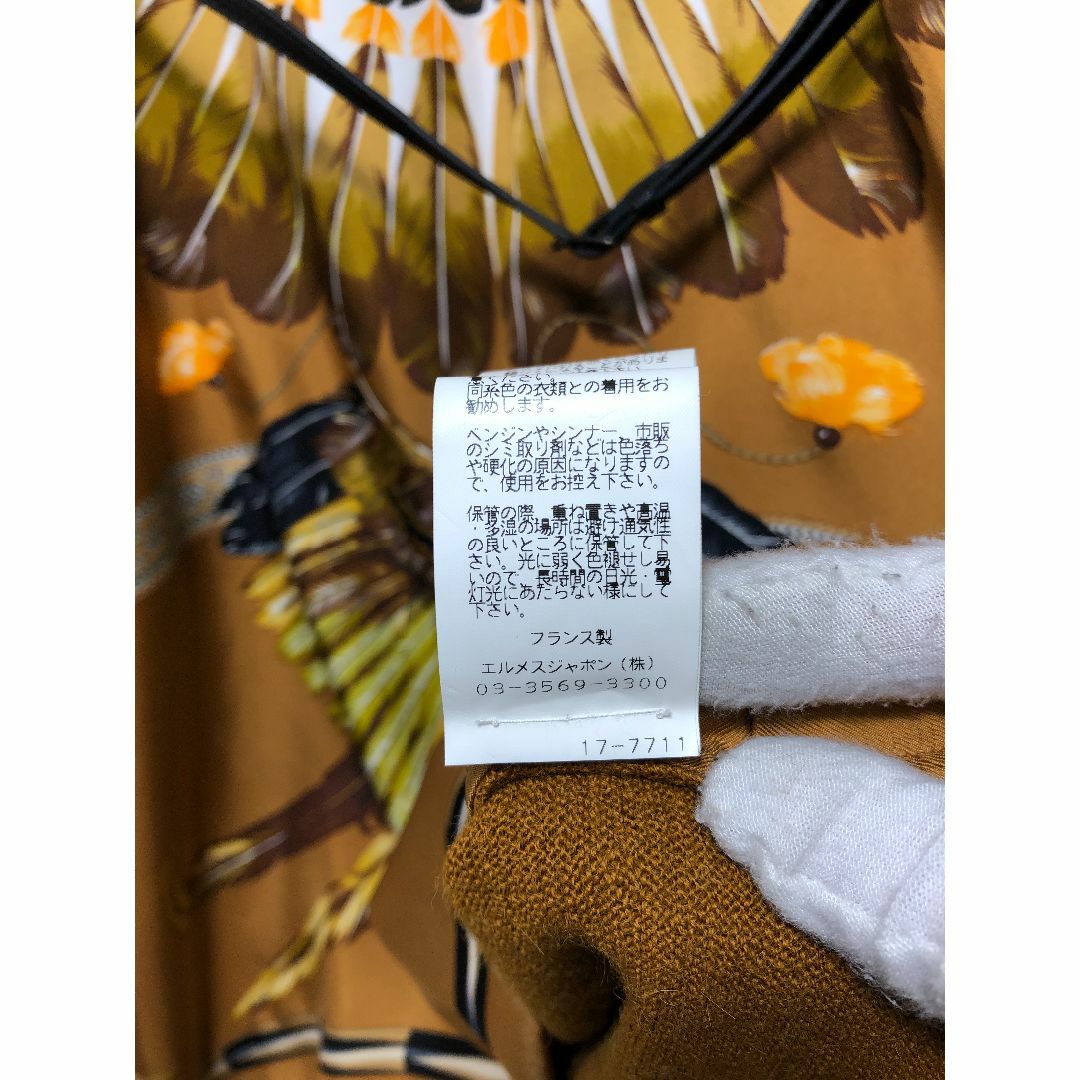 意ください。
同系色の衣類との着用をお
勧めします。
ベンジンやシンナー、市販
のシミ取り剤などは色落ち
や硬化の原因になりますの
で、使用をお控え下さい。
保管の際、重ね置きや高温
・多湿の場所は避け通気性
の良いところに保管して下
さい。光に弱く色褪せし易
いので、長時間の日光・電
灯光にあたらない様にして
下さい。
フランス製
エルメスジャポン(株)
03-3569-3300
17-7711